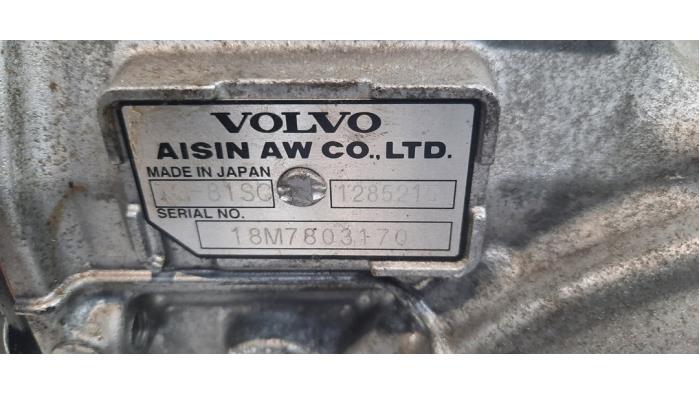 VOLVO
AISIN AW CO., LTD.
MADE IN JAPAN
SERIAL NO.
18M7803170